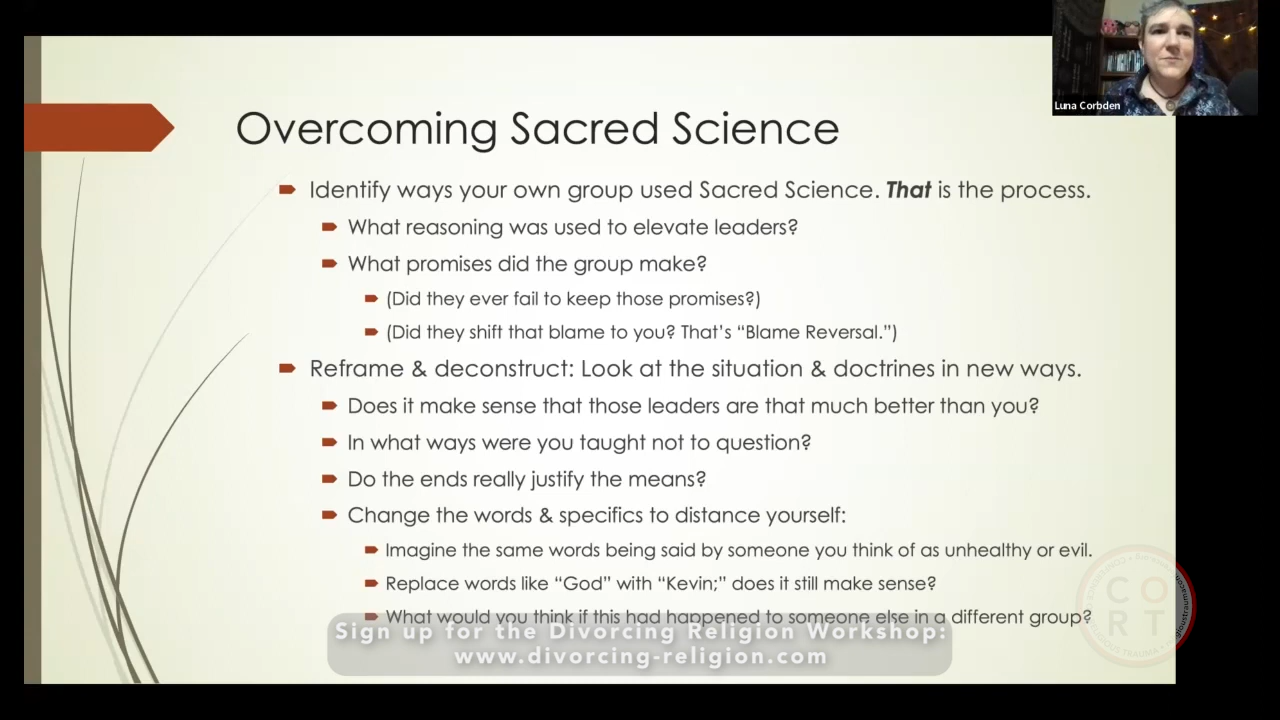 Luna Corbden
Overcoming Sacred Science
Identify ways your own group used Sacred Science. That is the process.
What reasoning was used to elevate leaders?
What promises did the group make?
(Did they ever fail to keep those promises?)
(Did they shift that blame to you? That's “Blame Reversal.”)
Reframe & deconstruct: Look at the situation & doctrines in new ways.
Does it make sense that those leaders are that much better than you?
In what ways were you taught not to question?
Do the ends really justify the means?
Change the words & specifics to distance yourself:
Imagine the same words being said by someone you think of as unhealthy or evil.
Replace words like “God” with “Kevin;” does it still make sense?
What would you think if this had happened to someone else in a different group?
Sign up for the Divorcing Religion Workshop:
www.divorcing-religion.com
CO
RT